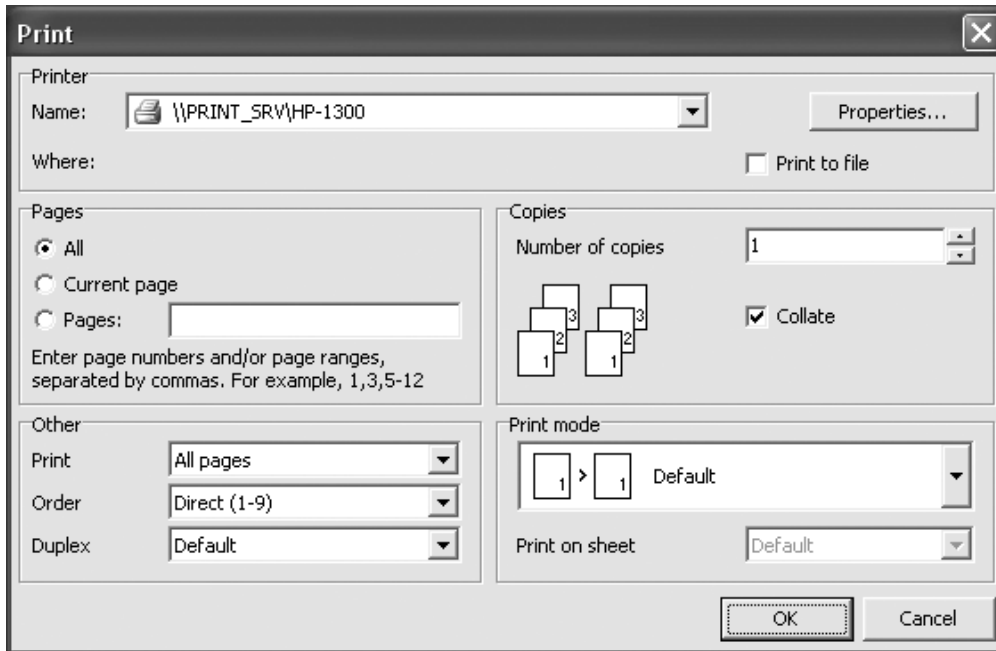 Print
Printer
Name: \\PRINT_SRV\HP-1300 Properties...
Where: Print to file
Pages
All
Current page
Pages:
Enter page numbers and/or page ranges,
separated by commas. For example, 1,3,5-12
Copies
Number of copies 1
3 3
2 2
1 1
Collate
Other
Print All pages
Order Direct (1-9)
Duplex Default
Print mode
1 > 1 Default
Print on sheet Default
OK Cancel